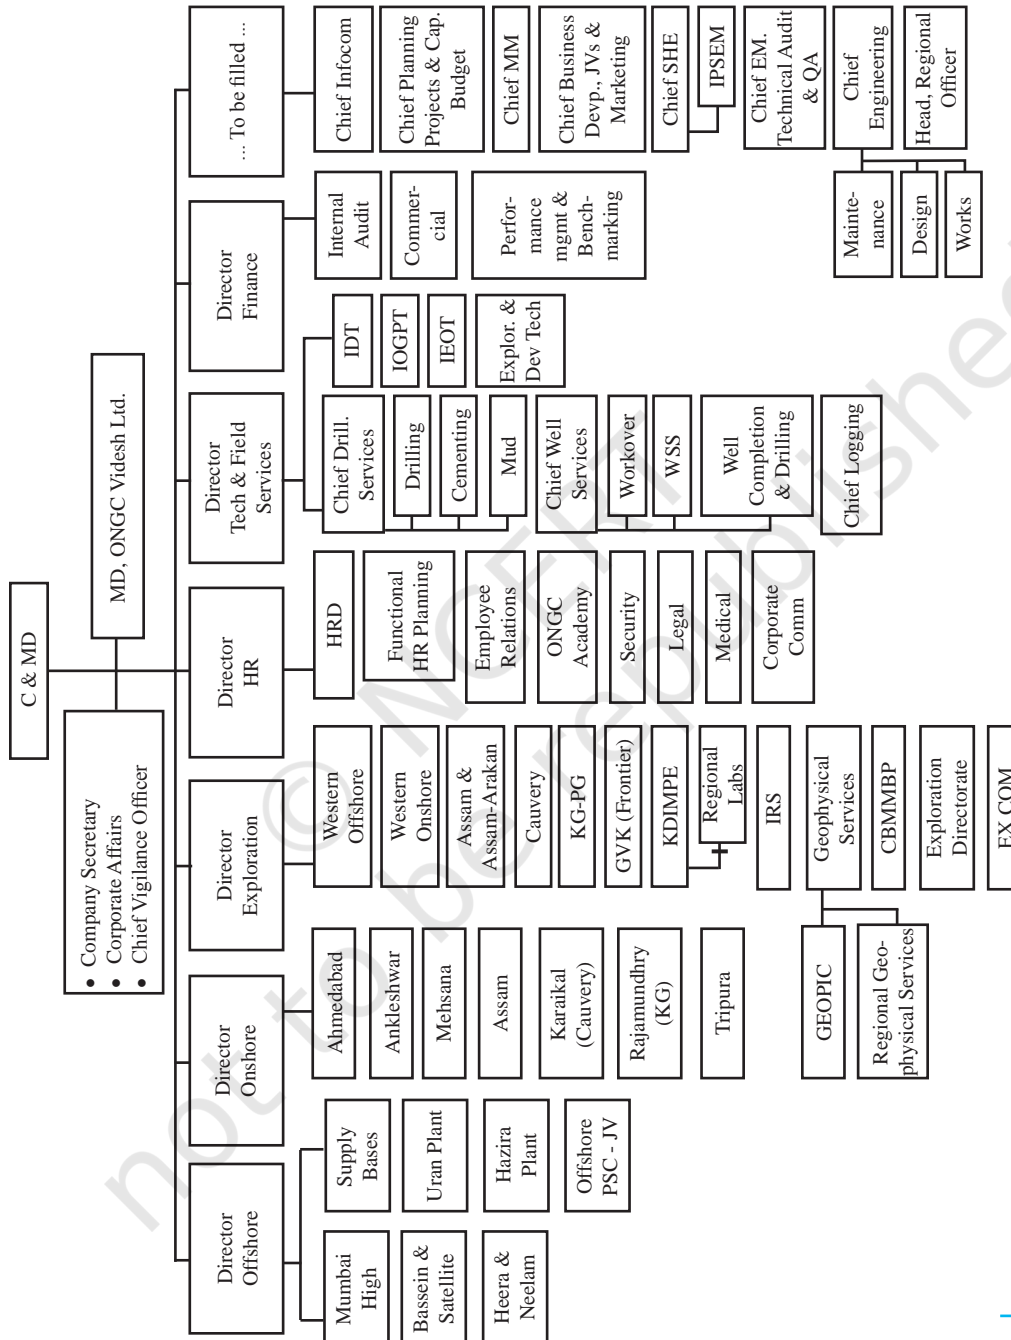 C & MD
• Company Secretary
• Corporate Affairs
• Chief Vigilance Officer
MD, ONGC Videsh Ltd.
Director
Offshore
Mumbai
High
Bassein &
Satellite
Heera &
Neelam
Supply
Bases
Uran Plant
Hazira
Plant
Offshore
PSC - JV
Director
Onshore
Ahmedabad
Ankleshwar
Mehsana
Assam
Karaikal
(Cauvery)
Rajamundhry
(KG)
Tripura
Director
Exploration
Western
Offshore
Western
Onshore
Assam &
Assam-Arakan
Cauvery
KG-PG
GVK (Frontier)
KDIMPE
Regional
Labs
IRS
Geophysical
Services
GEOPIC
Regional Geo-
physical Services
CBMMBP
Exploration
Directorate
EX COM
Director
HR
HRD
Functional
HR Planning
Employee
Relations
ONGC
Academy
Security
Legal
Medical
Corporate
Comm
Director
Tech & Field
Services
Chief Drill.
Services
Drilling
Cementing
Mud
Chief Well
Services
Workover
WSS
Well
Completion
& Drilling
Chief Logging
IDT
IOGPT
IEOT
Explor. &
Dev Tech
Director
Finance
Internal
Audit
Commer-
cial
Perfor-
mance
mgmt &
Bench-
marking
... To be filled ...
Chief Infocom
Chief Planning
Projects & Cap.
Budget
Chief MM
Chief Business
Devp., JVs &
Marketing
Chief SHE
IPSEM
Chief EM.
Technical Audit
& QA
Chief
Engineering
Mainte-
nance
Design
Works
Head, Regional
Officer
© NCERT
not to be republished